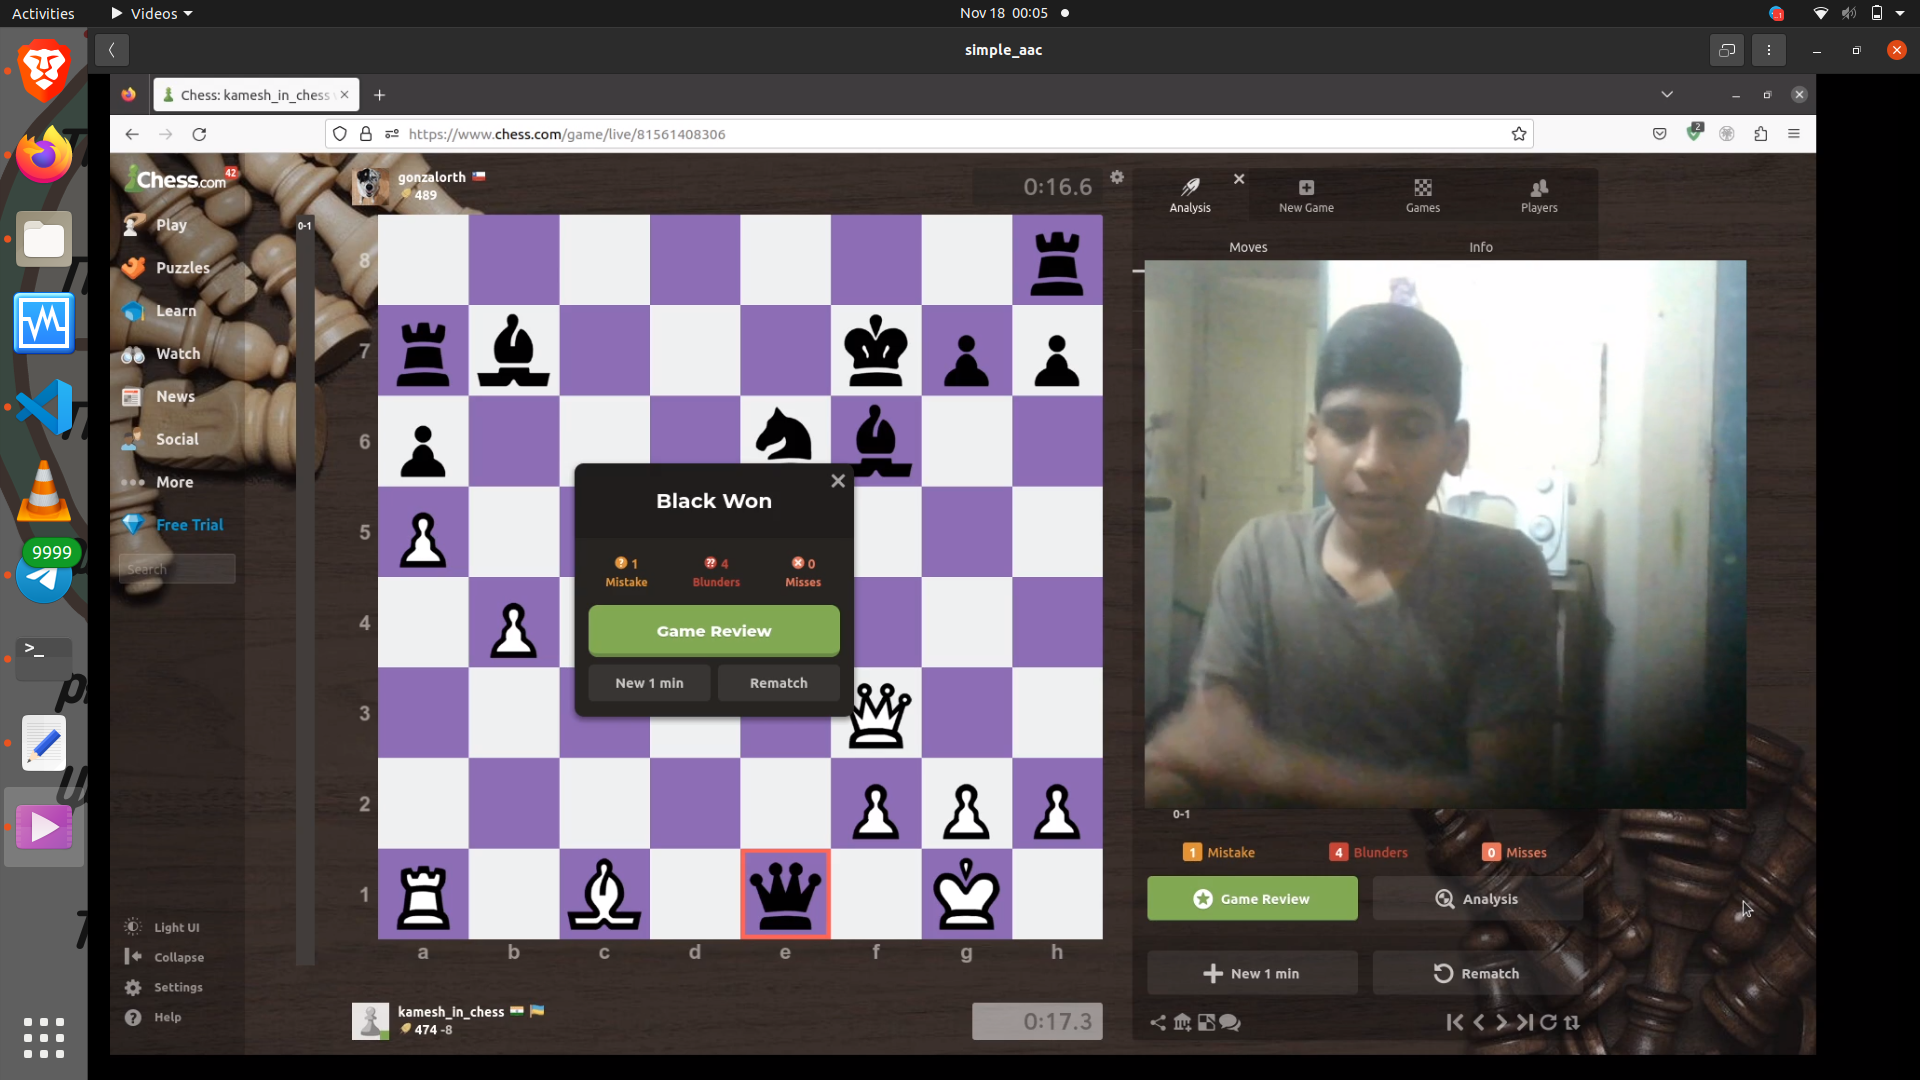 Activities
Videos
Nov 18 00:05
simple_aac
Chess: kamesh_in_chess
https://www.chess.com/game/live/81561408306
2
Chess.com
42
Play
Puzzles
Learn
Watch
News
Social
More
Free Trial
Search
Light UI
Collapse
Settings
Help
9999
gonzalorth
489
0:16.6
0-1
8
7
6
5
4
3
2
1
a b c d e f g h
Black Won
1
Mistake
4
Blunders
0
Misses
Game Review
New 1 min
Rematch
kamesh_in_chess
474 -8
0:17.3
Analysis
New Game
Games
Players
Moves
Info
0-1
1 Mistake
4 Blunders
0 Misses
Game Review
Analysis
New 1 min
Rematch